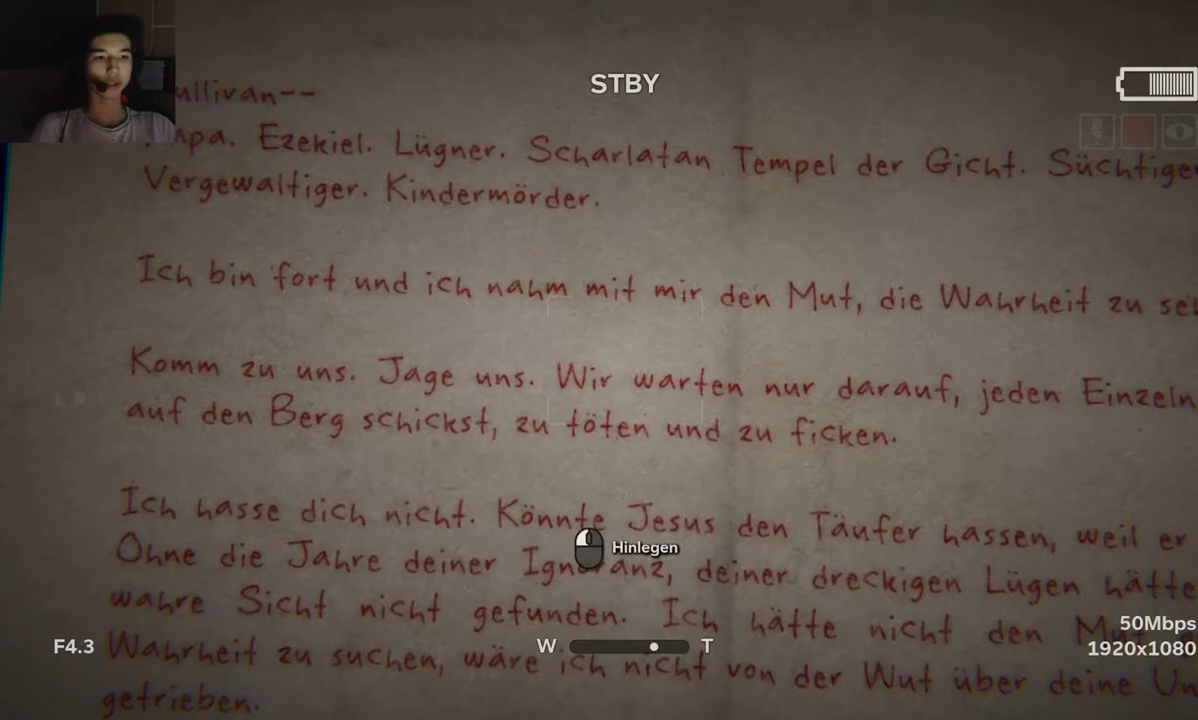 STBY
ullivan--
apa. Ezekiel. Lügner. Scharlatan Tempel der Gicht. Süchtige
Vergewaltiger. Kindermörder.
Ich bin fort und ich nahm mit mir den Mut, die Wahrheit zu se
Komm zu uns. Jage uns. Wir warten nur darauf, jeden Einzeln
auf den Berg schickst, zu töten und zu ficken.
Ich hasse dich nicht. Könnte Jesus den Täufer hassen, weil er
Hinlegen
Ohne die Jahre deiner Ignoranz, deiner dreckigen Lügen hätte
wahre Sicht nicht gefunden. Ich hätte nicht den Mut
50Mbps
F4.3 W T 1920x1080
Wahrheit zu suchen, wäre ich nicht von der Wut über deine Un
getrieben.